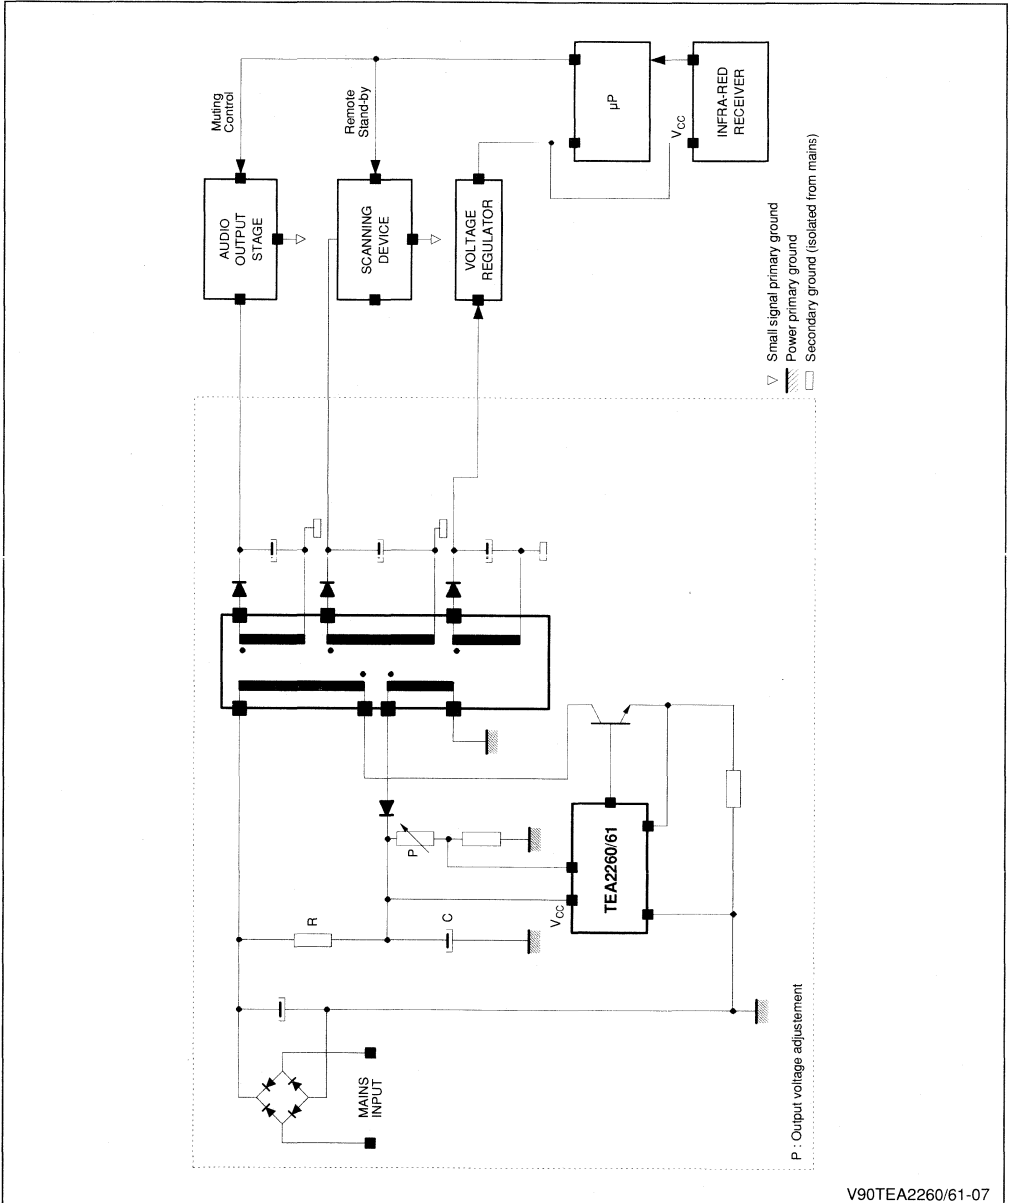 Muting
Control
Remote
Stand-by
µP
VCC
INFRA-RED
RECEIVER
AUDIO
OUTPUT
STAGE
SCANNING
DEVICE
VOLTAGE
REGULATOR
Small signal primary ground
Power primary ground
Secondary ground (isolated from mains)
P
TEA2260/61
VCC
R
C
MAINS
INPUT
P : Output voltage adjustement
V90TEA2260/61-07